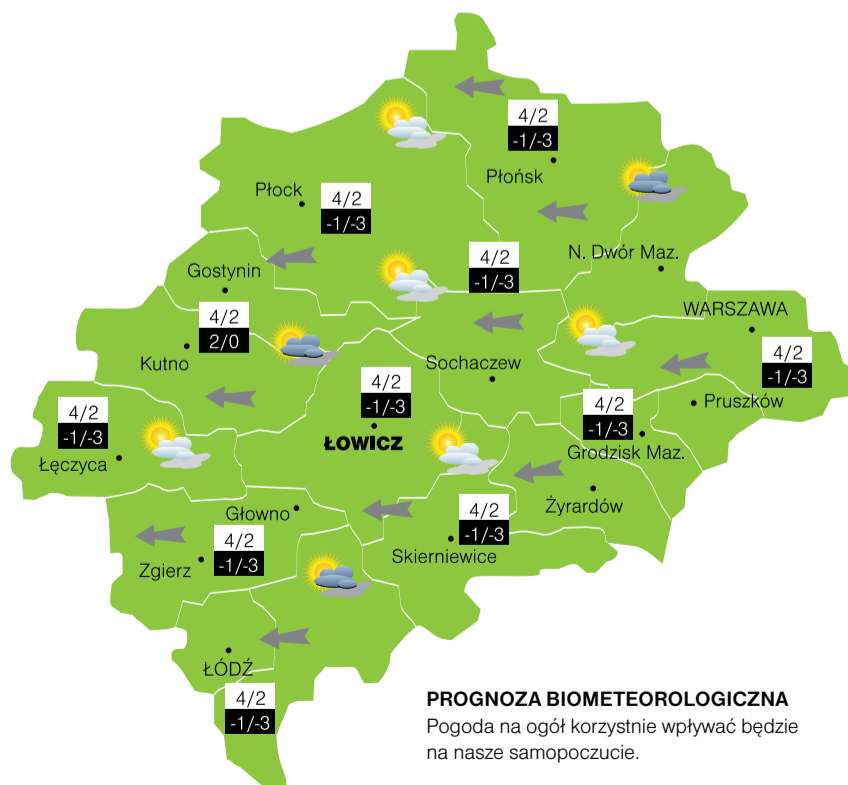 4/2
-1/-3
Płońsk
Płock
4/2
-1/-3
N. Dwór Maz.
4/2
-1/-3
Gostynin
WARSZAWA
4/2
2/0
Kutno
Sochaczew
4/2
-1/-3
4/2
-1/-3
ŁOWICZ
4/2
-1/-3
Pruszków
Grodzisk Maz.
4/2
-1/-3
Łęczyca
Żyrardów
Głowno
4/2
-1/-3
Skierniewice
4/2
-1/-3
Zgierz
ŁÓDŹ
4/2
-1/-3
PROGNOZA BIOMETEOROLOGICZNA
Pogoda na ogół korzystnie wpływać będzie
na nasze samopoczucie.